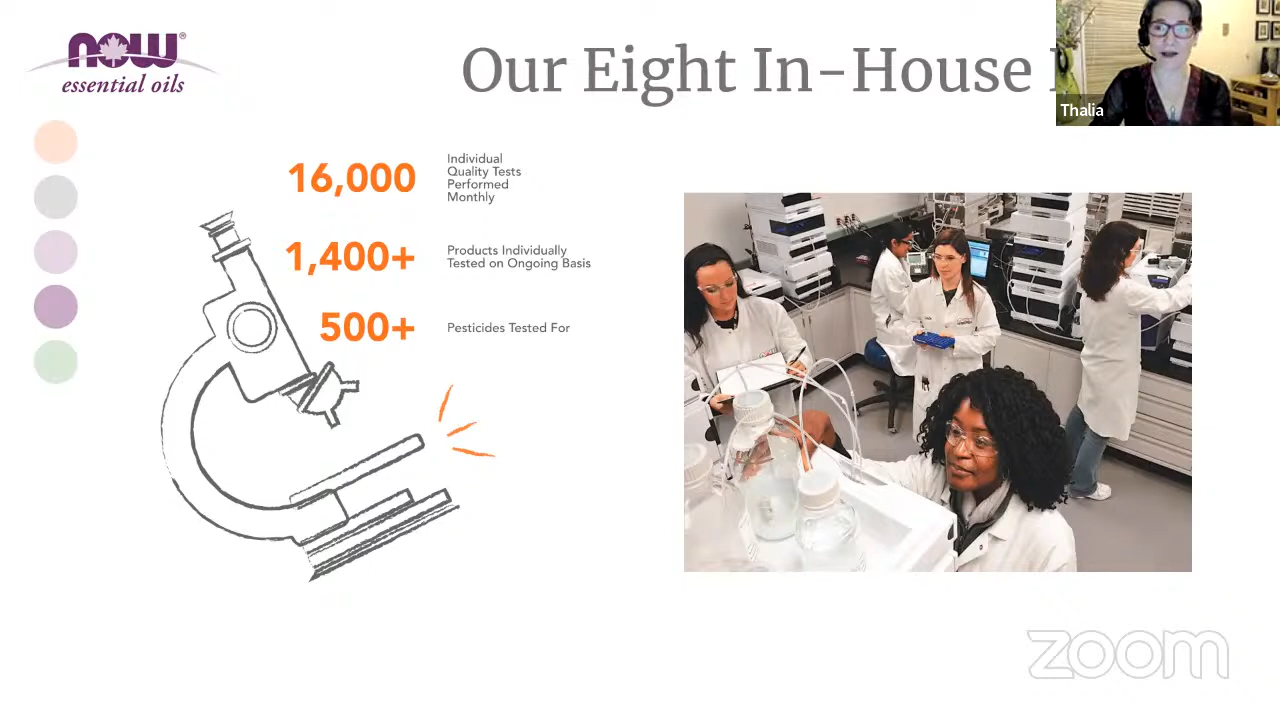 now®
essential oils
Our Eight In-House
Thalia
16,000
Individual
Quality Tests
Performed
Monthly
1,400+
Products Individually
Tested on Ongoing Basis
500+
Pesticides Tested For
zoom